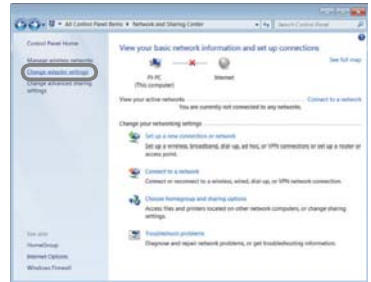 All Control Panel Items ▸ Network and Sharing Center
Search Control Panel
Control Panel Home
Manage wireless networks
Change adapter settings
Change advanced sharing
settings
View your basic network information and set up connections
See full map
(This computer)
Internet
View your active networks
Connect to a network
You are currently not connected to any networks.
Change your networking settings
Set up a new connection or network
Set up a wireless, broadband, dial-up, ad hoc, or VPN connection; or set up a router or
access point.
Connect to a network
Connect or reconnect to a wireless, wired, dial-up, or VPN network connection.
Choose homegroup and sharing options
Access files and printers located on other network computers, or change sharing
settings.
Troubleshoot problems
Diagnose and repair network problems, or get troubleshooting information.
See also
HomeGroup
Internet Options
Windows Firewall